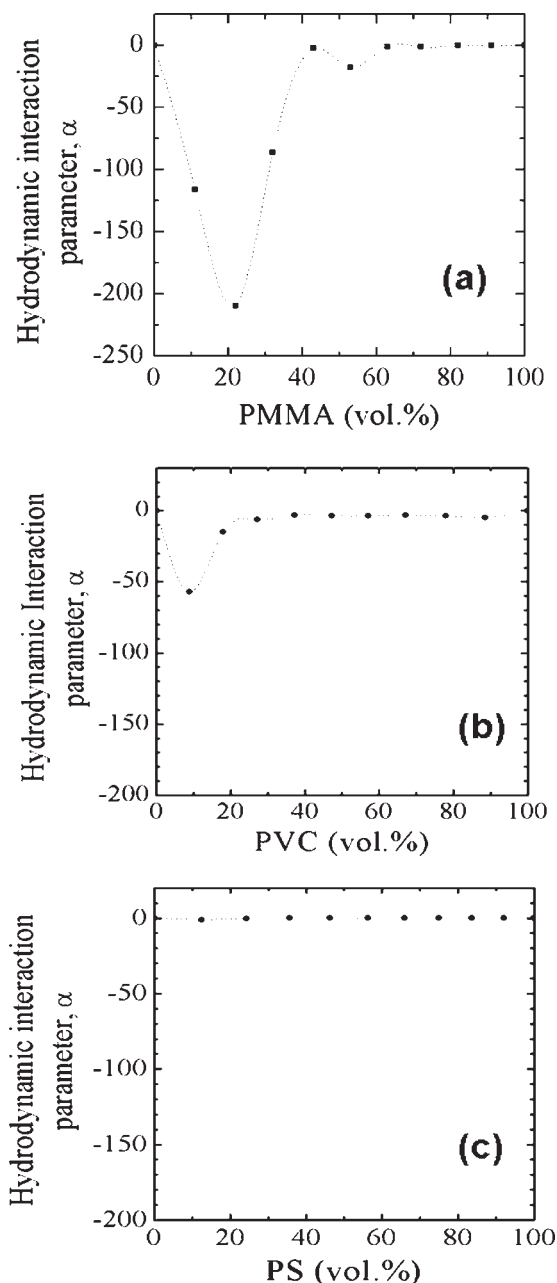 Hydrodynamic interaction
parameter, α
0
-50
-100
-150
-200
-250
(a)
0 20 40 60 80 100
PMMA (vol.%)
Hydrodynamic Interaction
parameter, α
0
-50
-100
-150
-200
(b)
0 20 40 60 80 100
PVC (vol.%)
Hydrodynamic interaction
parameter, α
0
-50
-100
-150
-200
(c)
0 20 40 60 80 100
PS (vol.%)